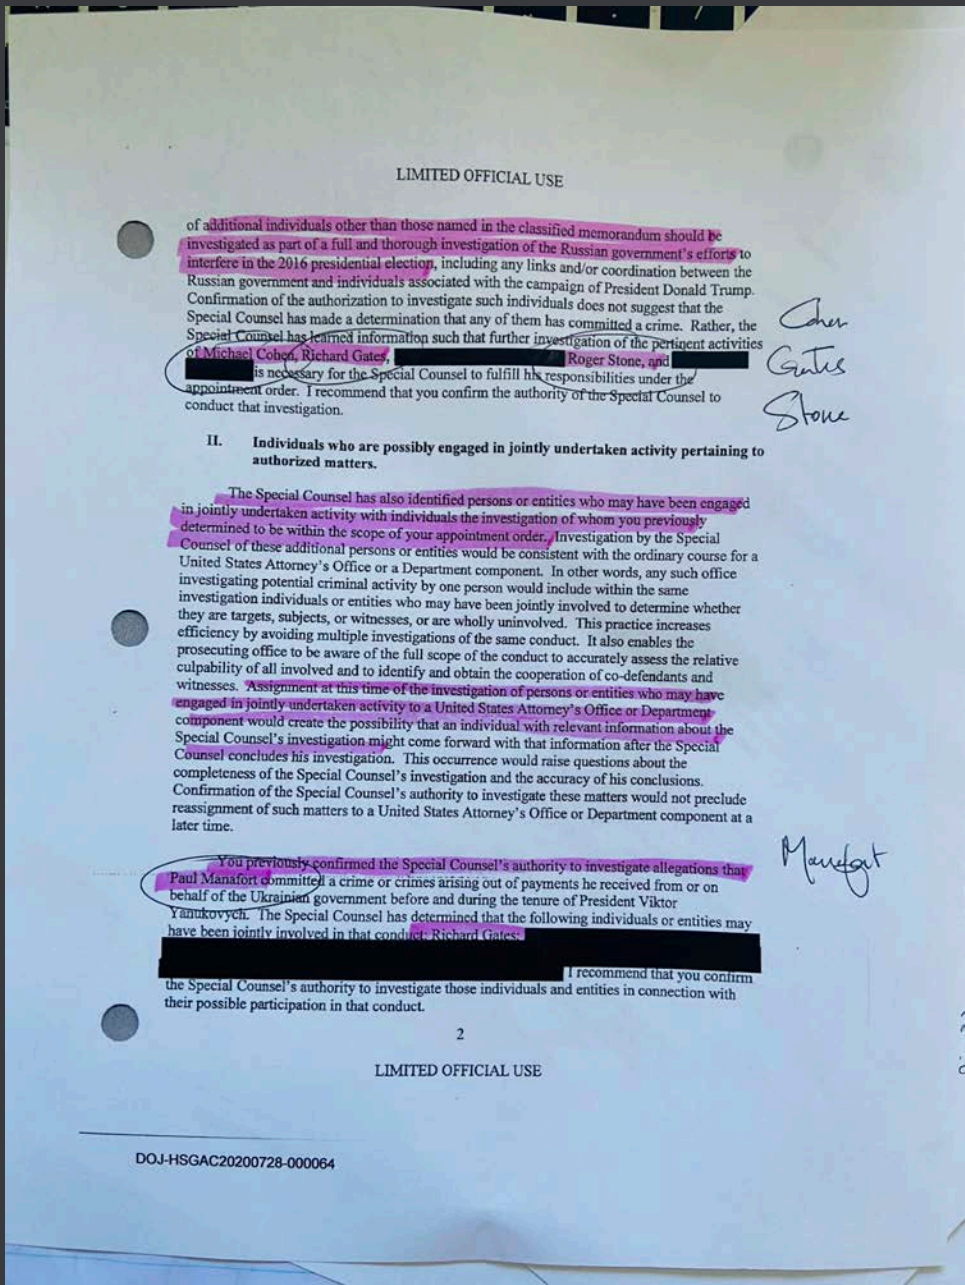 LIMITED OFFICIAL USE
of additional individuals other than those named in the classified memorandum should be
investigated as part of a full and thorough investigation of the Russian government's efforts to
interfere in the 2016 presidential election, including any links and/or coordination between the
Russian government and individuals associated with the campaign of President Donald Trump.
Confirmation of the authorization to investigate such individuals does not suggest that the
Special Counsel has made a determination that any of them has committed a crime. Rather, the
Special Counsel has learned information such that further investigation of the pertinent activities
of Michael Cohen, Richard Gates, Roger Stone, and
is necessary for the Special Counsel to fulfill his responsibilities under the
appointment order. I recommend that you confirm the authority of the Special Counsel to
conduct that investigation.
Cohen
Gates
Stone
II. Individuals who are possibly engaged in jointly undertaken activity pertaining to
authorized matters.
The Special Counsel has also identified persons or entities who may have been engaged
in jointly undertaken activity with individuals the investigation of whom you previously
determined to be within the scope of your appointment order. Investigation by the Special
Counsel of these additional persons or entities would be consistent with the ordinary course for a
United States Attorney's Office or a Department component. In other words, any such office
investigating potential criminal activity by one person would include within the same
investigation individuals or entities who may have been jointly involved to determine whether
they are targets, subjects, or witnesses, or are wholly uninvolved. This practice increases
efficiency by avoiding multiple investigations of the same conduct. It also enables the
prosecuting office to be aware of the full scope of the conduct to accurately assess the relative
culpability of all involved and to identify and obtain the cooperation of co-defendants and
witnesses. Assignment at this time of the investigation of persons or entities who may have
engaged in jointly undertaken activity to a United States Attorney's Office or Department
component would create the possibility that an individual with relevant information about the
Special Counsel's investigation might come forward with that information after the Special
Counsel concludes his investigation. This occurrence would raise questions about the
completeness of the Special Counsel's investigation and the accuracy of his conclusions.
Confirmation of the Special Counsel's authority to investigate these matters would not preclude
reassignment of such matters to a United States Attorney's Office or Department component at a
later time.
You previously confirmed the Special Counsel's authority to investigate allegations that
Paul Manafort committed a crime or crimes arising out of payments he received from or on
behalf of the Ukrainian government before and during the tenure of President Viktor
Yanukovych. The Special Counsel has determined that the following individuals or entities may
have been jointly involved in that conduct: Richard Gates;
I recommend that you confirm
the Special Counsel's authority to investigate those individuals and entities in connection with
their possible participation in that conduct.
Manafort
2
LIMITED OFFICIAL USE
DOJ-HSGAC20200728-000064